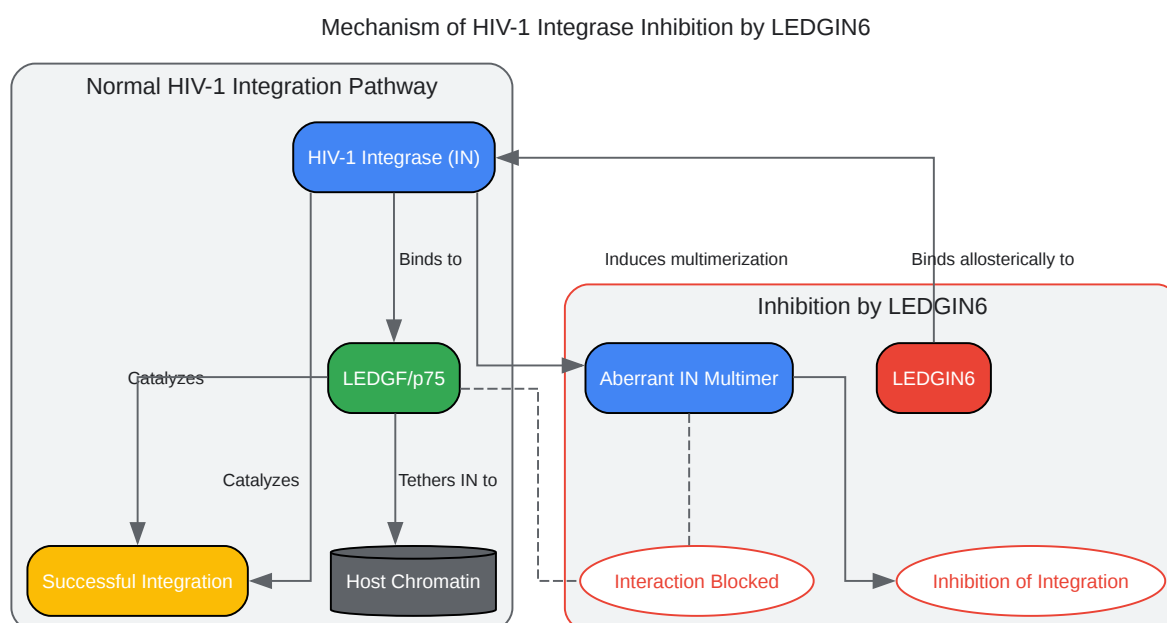 Mechanism of HIV-1 Integrase Inhibition by LEDGIN6
Normal HIV-1 Integration Pathway
HIV-1 Integrase (IN)
Binds to
Induces multimerization
Binds allosterically to
Inhibition by LEDGIN6
LEDGF/p75
Aberrant IN Multimer
LEDGIN6
Catalyzes
Catalyzes
Tethers IN to
Successful Integration
Host Chromatin
Interaction Blocked
Inhibition of Integration